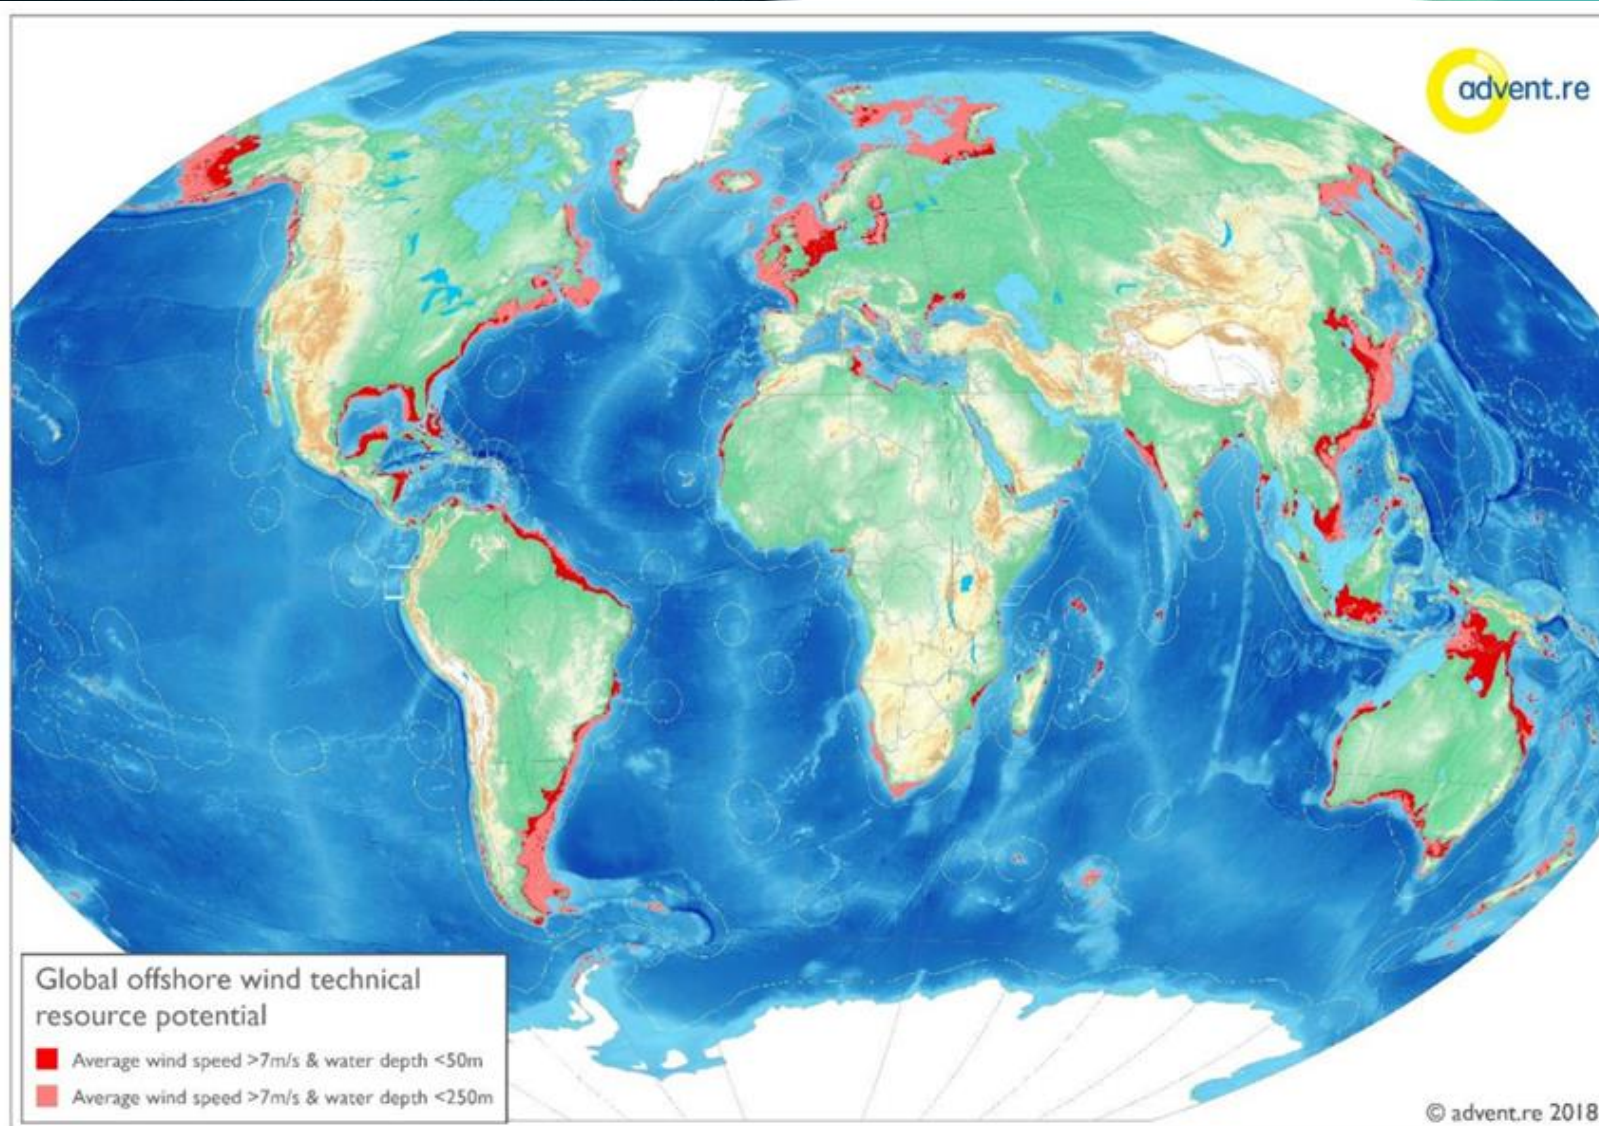 advent.re
Global offshore wind technical
resource potential
Average wind speed >7m/s & water depth <50m
Average wind speed >7m/s & water depth <250m
© advent.re 2018